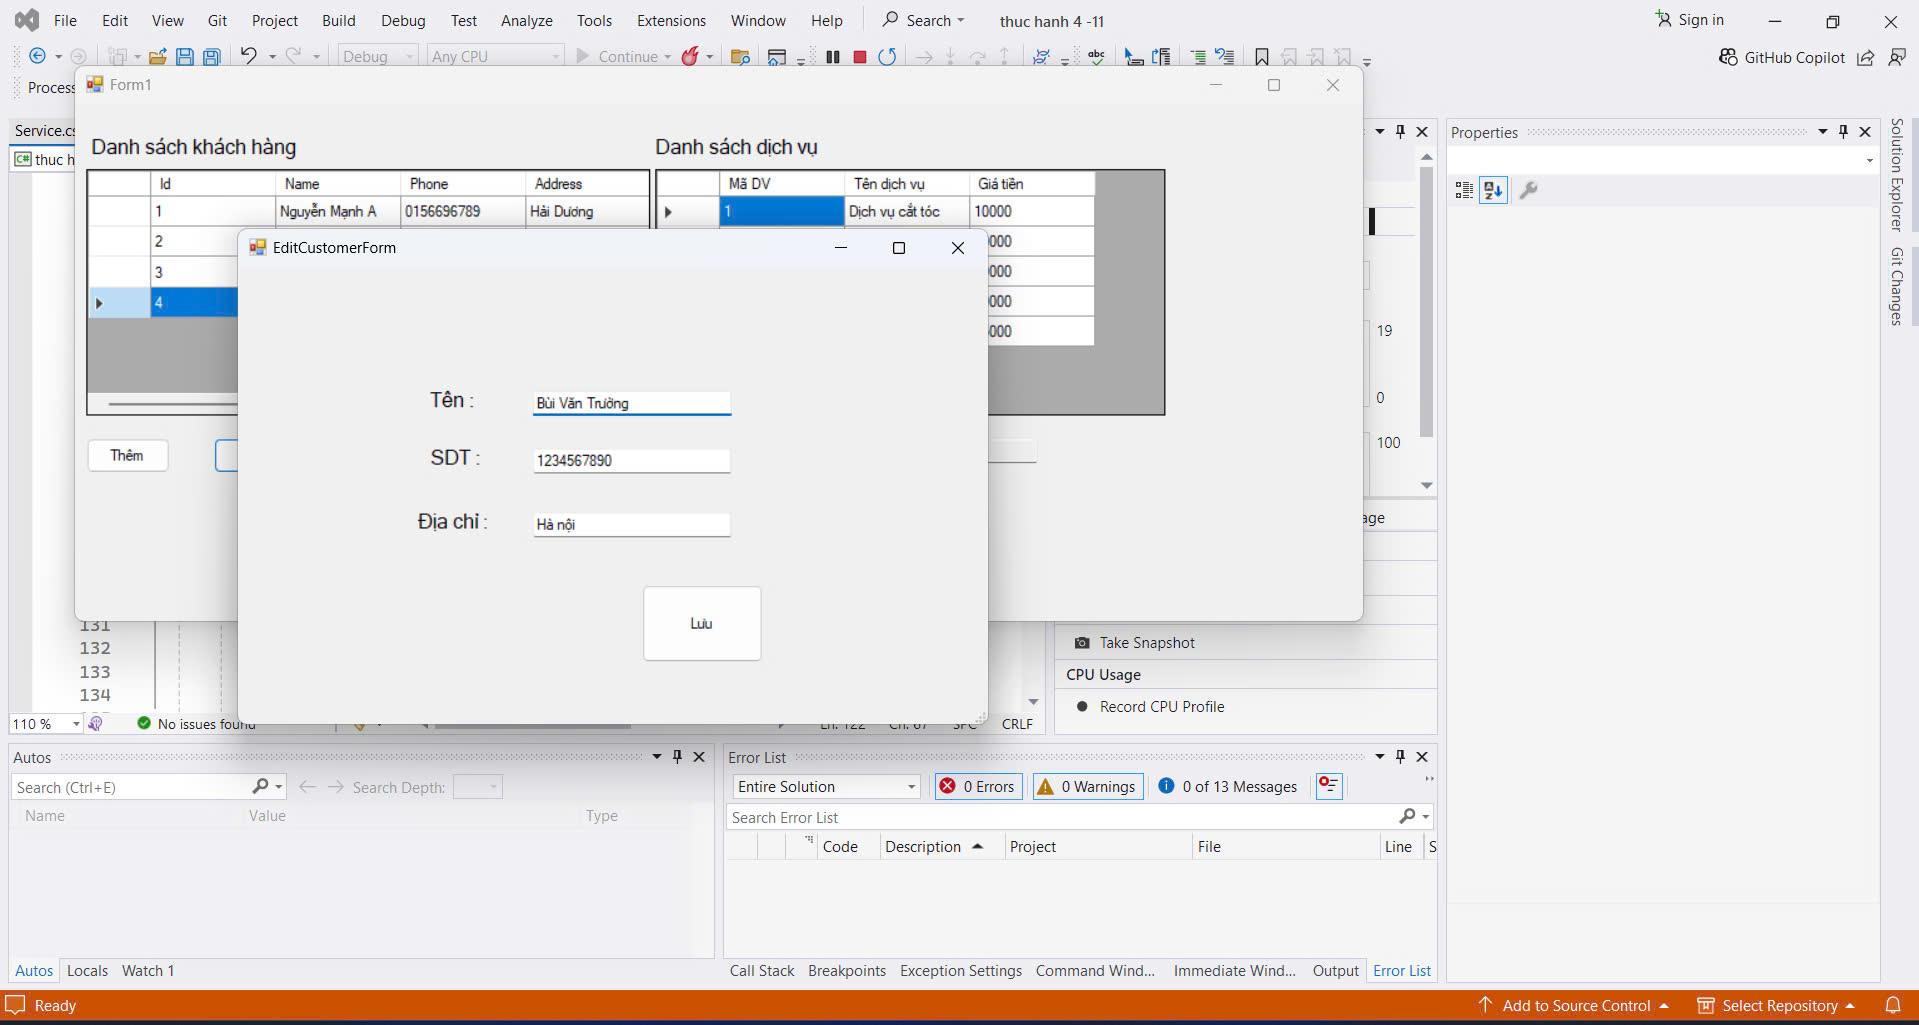 File Edit View Git Project Build Debug Test Analyze Tools Extensions Window Help Search thuc hanh 4 -11 Sign in
Debug Any CPU Continue GitHub Copilot
Process
Form1
Service.cs
thuc h
Danh sách khách hàng
Id Name Phone Address
1 Nguyễn Mạnh A 0156696789 Hải Dương
2
3
4
Thêm
Danh sách dịch vụ
Mã DV Tên dịch vụ Giá tiền
1 Dịch vụ cắt tóc 10000
000
000
000
000
EditCustomerForm
Tên : Bùi Văn Trưởng
SDT : 1234567890
Địa chỉ : Hà nội
Lưu
19
0
100
age
Take Snapshot
CPU Usage
Record CPU Profile
131
132
133
134
110 % No issues found Ln: 122 Ch: 67 SPC CRLF
Properties
Solution Explorer
Git Changes
Autos
Search (Ctrl+E) Search Depth:
Name Value Type
Autos Locals Watch 1
Error List
Entire Solution 0 Errors 0 Warnings 0 of 13 Messages
Search Error List
Code Description Project File Line S
Call Stack Breakpoints Exception Settings Command Wind... Immediate Wind... Output Error List
Ready Add to Source Control Select Repository